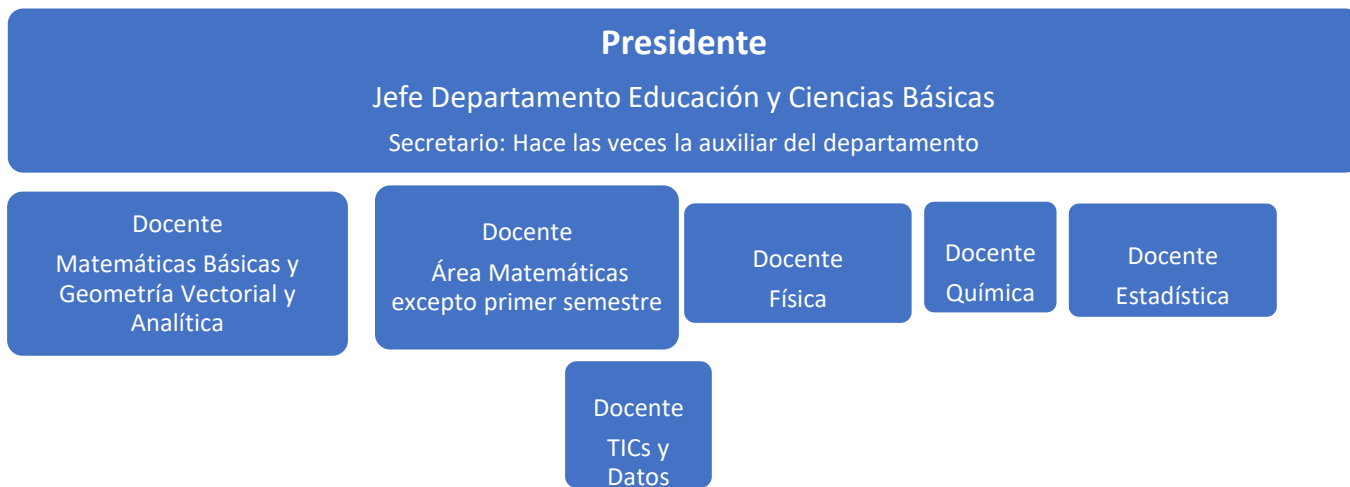 Presidente
Jefe Departamento Educación y Ciencias Básicas
Secretario: Hace las veces la auxiliar del departamento
Docente
Matemáticas Básicas y
Geometría Vectorial y
Analítica
Docente
Área Matemáticas
excepto primer semestre
Docente
Física
Docente
Química
Docente
Estadística
Docente
TICs y
Datos